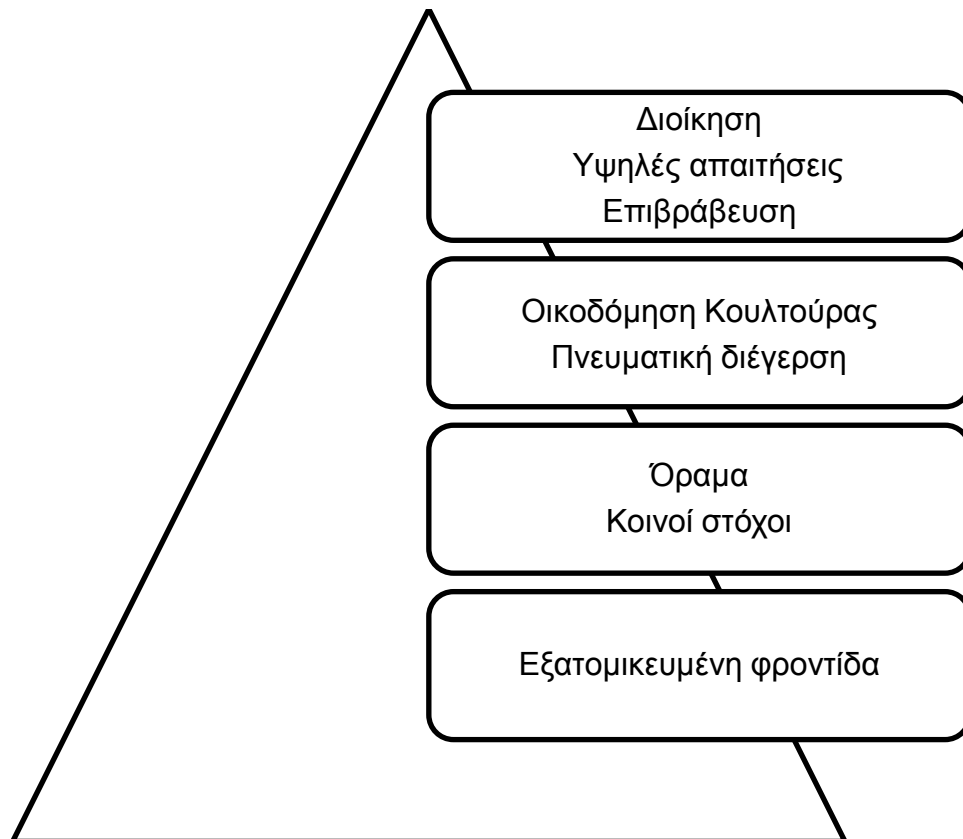 Διοίκηση
Υψηλές απαιτήσεις
Επιβράβευση
Οικοδόμηση Κουλτούρας
Πνευματική διέγερση
Όραμα
Κοινοί στόχοι
Εξατομικευμένη φροντίδα